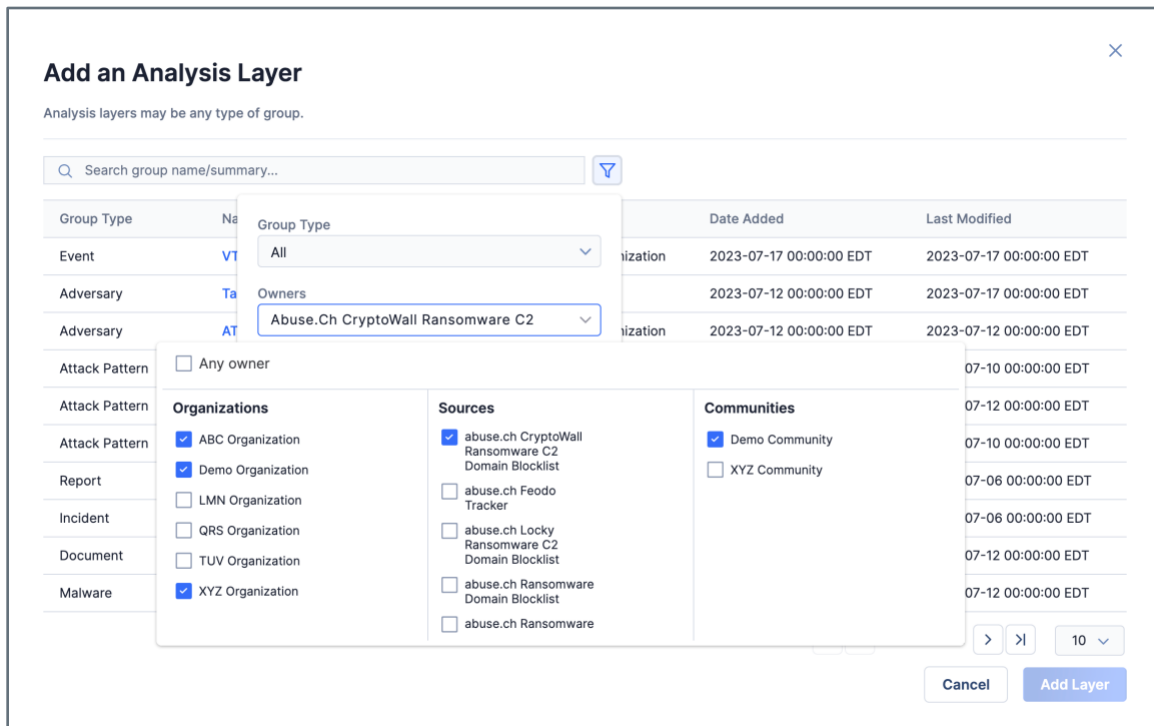 Add an Analysis Layer
Analysis layers may be any type of group.
Search group name/summary...
Group Type
Date Added
Last Modified
Event
VT
2023-07-17 00:00:00 EDT
2023-07-17 00:00:00 EDT
Adversary
Ta
2023-07-12 00:00:00 EDT
2023-07-17 00:00:00 EDT
Adversary
AT
2023-07-12 00:00:00 EDT
2023-07-12 00:00:00 EDT
Attack Pattern
07-10 00:00:00 EDT
Attack Pattern
07-12 00:00:00 EDT
Attack Pattern
07-10 00:00:00 EDT
Report
07-06 00:00:00 EDT
Incident
07-06 00:00:00 EDT
Document
07-12 00:00:00 EDT
Malware
07-12 00:00:00 EDT
Group Type
All
Owners
Abuse.Ch CryptoWall Ransomware C2
Any owner
Organizations
ABC Organization
Demo Organization
LMN Organization
QRS Organization
TUV Organization
XYZ Organization
Sources
abuse.ch CryptoWall
Ransomware C2
Domain Blocklist
abuse.ch Feodo
Tracker
abuse.ch Locky
Ransomware C2
Domain Blocklist
abuse.ch Ransomware
Domain Blocklist
abuse.ch Ransomware
Communities
Demo Community
XYZ Community
10
Cancel
Add Layer